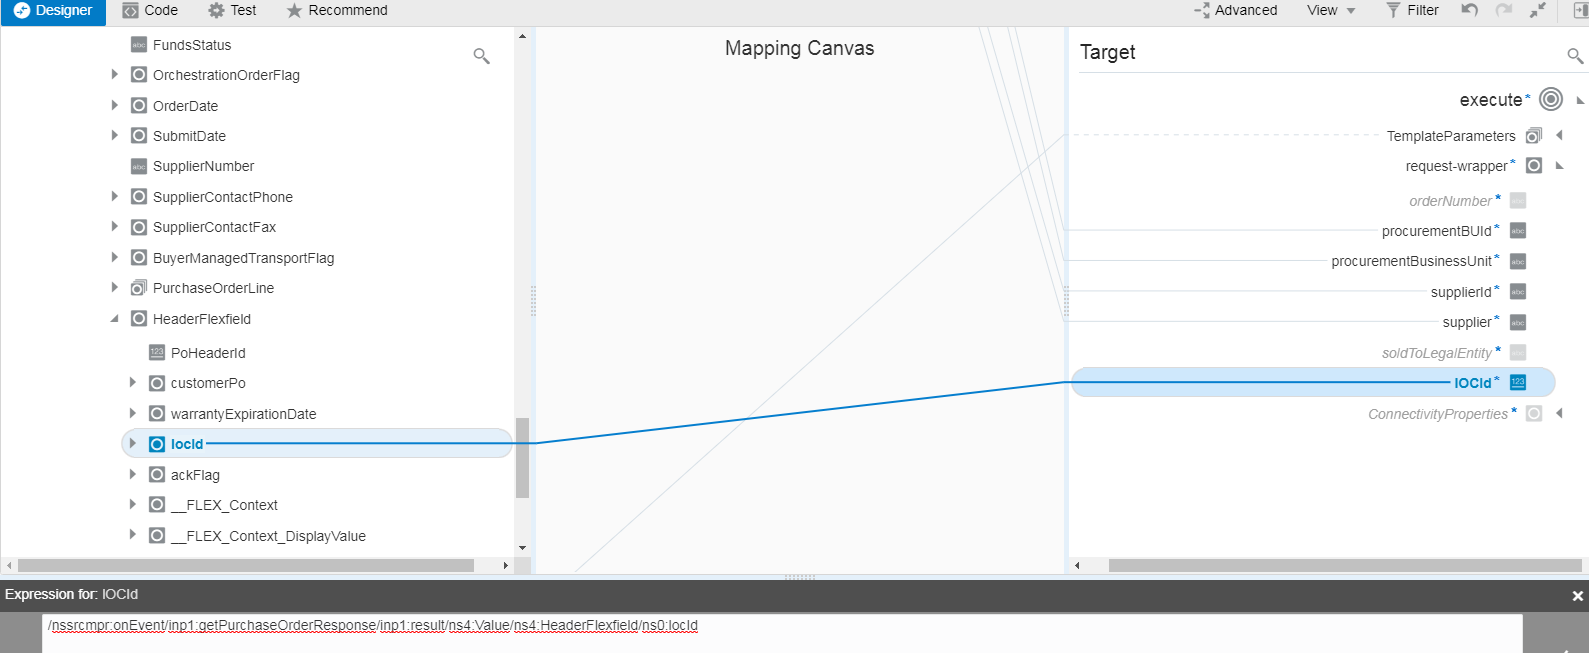 Designer
Code
Test
Recommend
Advanced
View
Filter
FundsStatus
OrchestrationOrderFlag
OrderDate
SubmitDate
SupplierNumber
SupplierContactPhone
SupplierContactFax
BuyerManagedTransportFlag
PurchaseOrderLine
HeaderFlexfield
PoHeaderId
customerPo
warrantyExpirationDate
locId
ackFlag
__FLEX_Context
__FLEX_Context_DisplayValue
Mapping Canvas
Target
execute*
TemplateParameters
request-wrapper*
orderNumber*
procurementBUId*
procurementBusinessUnit*
supplierId*
supplier*
soldToLegalEntity*
lOCId*
ConnectivityProperties*
Expression for: lOCId
/nssrcmpr:onEvent/inp1:getPurchaseOrderResponse/inp1:result/ns4:Value/ns4:HeaderFlexfield/ns0:locId